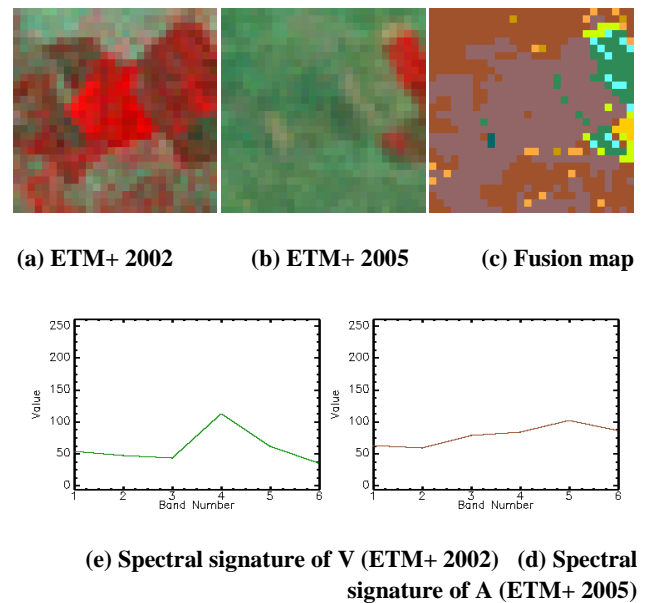 (a) ETM+ 2002 (b) ETM+ 2005 (c) Fusion map
250
200
150
100
50
0
Value
1 2 3 4 5 6
Band Number
250
200
150
100
50
0
Value
1 2 3 4 5 6
Band Number
(e) Spectral signature of V (ETM+ 2002) (d) Spectral
signature of A (ETM+ 2005)